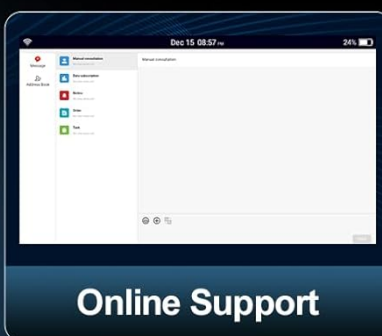 Dec 15 08:57 PM
24%
Message
Address Book
Manual consultation
Data subscription
Notice
Order
Task
Manual consultation
Online Support